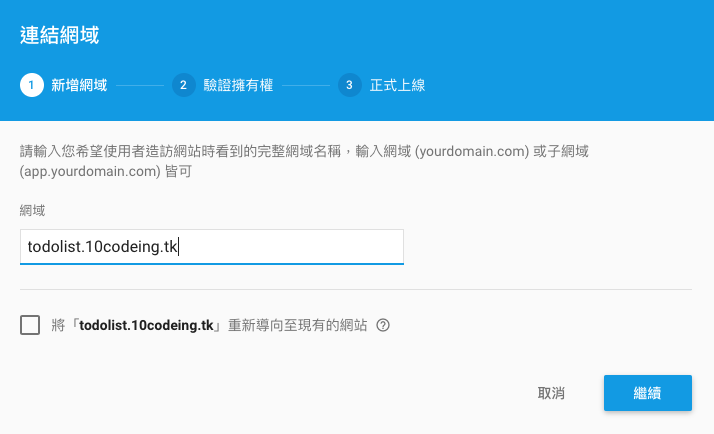 連結網域
1 新增網域 2 驗證擁有權 3 正式上線
請輸入您希望使用者造訪網站時看到的完整網域名稱，輸入網域 (yourdomain.com) 或子網域
(app.yourdomain.com) 皆可
網域
todolist.10codeing.tk
將「todolist.10codeing.tk」重新導向至現有的網站 ?
取消 繼續